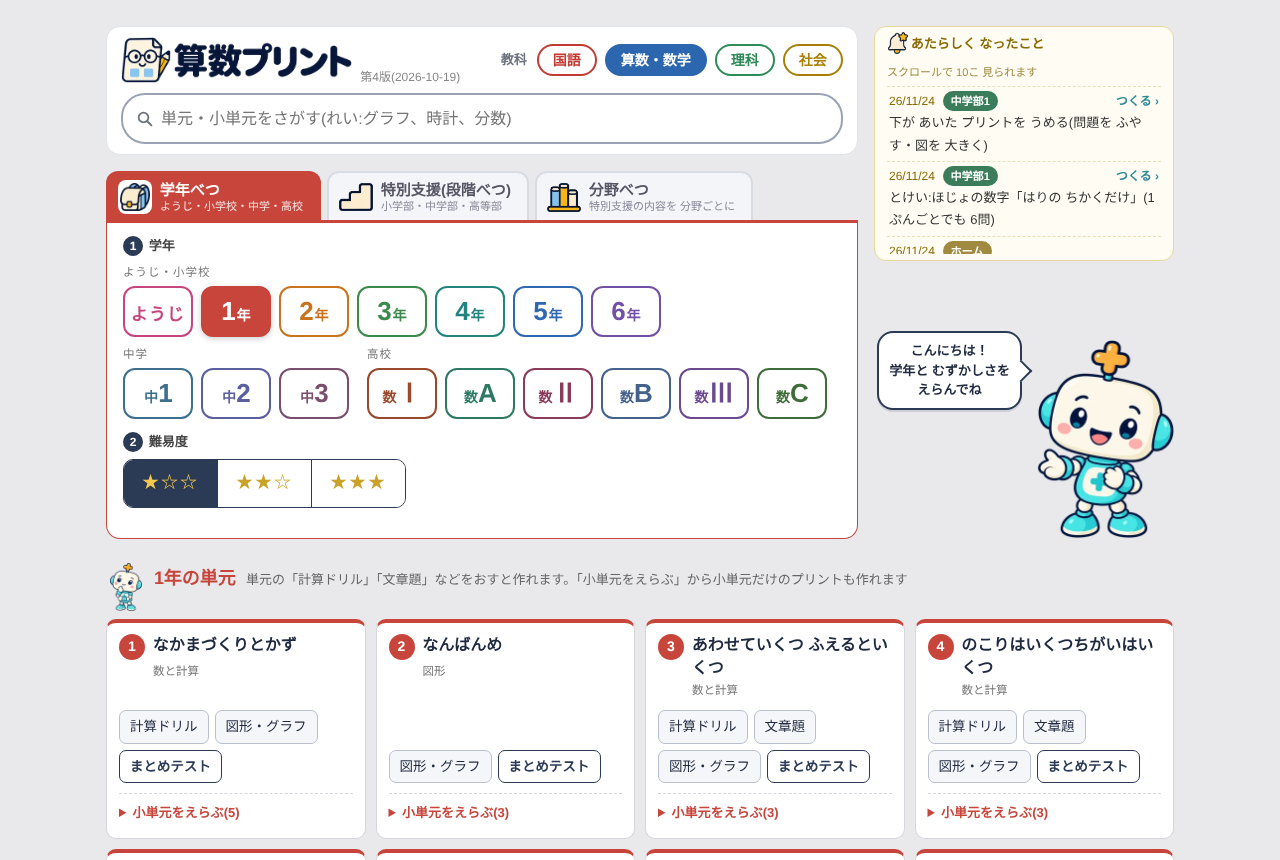 算数プリント
第4版(2026-10-19)
教科
国語
算数・数学
理科
社会
単元・小単元をさがす(れい:グラフ、時計、分数)
あたらしく なったこと
スクロールで 10こ 見られます
26/11/24 中学部1 つくる ›
下が あいた プリントを うめる(問題を ふや
す・図を 大きく)
26/11/24 中学部1 つくる ›
とけい:ほじょの数字「はりの ちかくだけ」(1
ぷんごとでも 6問)
26/11/24 ホーム
学年べつ
ようじ・小学校・中学・高校
特別支援(段階べつ)
小学部・中学部・高等部
分野べつ
特別支援の内容を 分野ごとに
1 学年
ようじ・小学校
ようじ
1年
2年
3年
4年
5年
6年
中学
中1
中2
中3
高校
数Ⅰ
数A
数Ⅱ
数B
数Ⅲ
数C
2 難易度
★☆☆
★★☆
★★★
こんにちは！
学年と むずかしさを
えらんでね
1年の単元 単元の「計算ドリル」「文章題」などをおすと作れます。「小単元をえらぶ」から小単元だけのプリントも作れます
1 なかまづくりとかず
数と計算
計算ドリル
図形・グラフ
まとめテスト
▶ 小単元をえらぶ(5)
2 なんばんめ
図形
図形・グラフ
まとめテスト
▶ 小単元をえらぶ(3)
3 あわせていくつ ふえるとい
くつ
数と計算
計算ドリル
文章題
図形・グラフ
まとめテスト
▶ 小単元をえらぶ(3)
4 のこりはいくつちがいはい
くつ
数と計算
計算ドリル
文章題
図形・グラフ
まとめテスト
▶ 小単元をえらぶ(3)